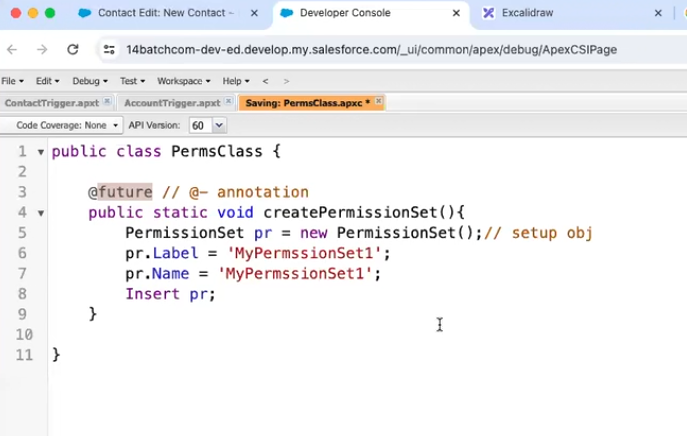 Contact Edit: New Contact ~
Developer Console
Excalidraw
14batchcom-dev-ed.develop.my.salesforce.com/_ui/common/apex/debug/ApexCSIPage
File Edit Debug Test Workspace Help < >
ContactTrigger.apxt AccountTrigger.apxt Saving: PermsClass.apxc *
Code Coverage: None API Version: 60
1 public class PermsClass {
2
3 @future // @- annotation
4 public static void createPermissionSet(){
5 PermissionSet pr = new PermissionSet();// setup obj
6 pr.Label = 'MyPermssionSet1';
7 pr.Name = 'MyPermssionSet1';
8 Insert pr;
9 }
10
11 }